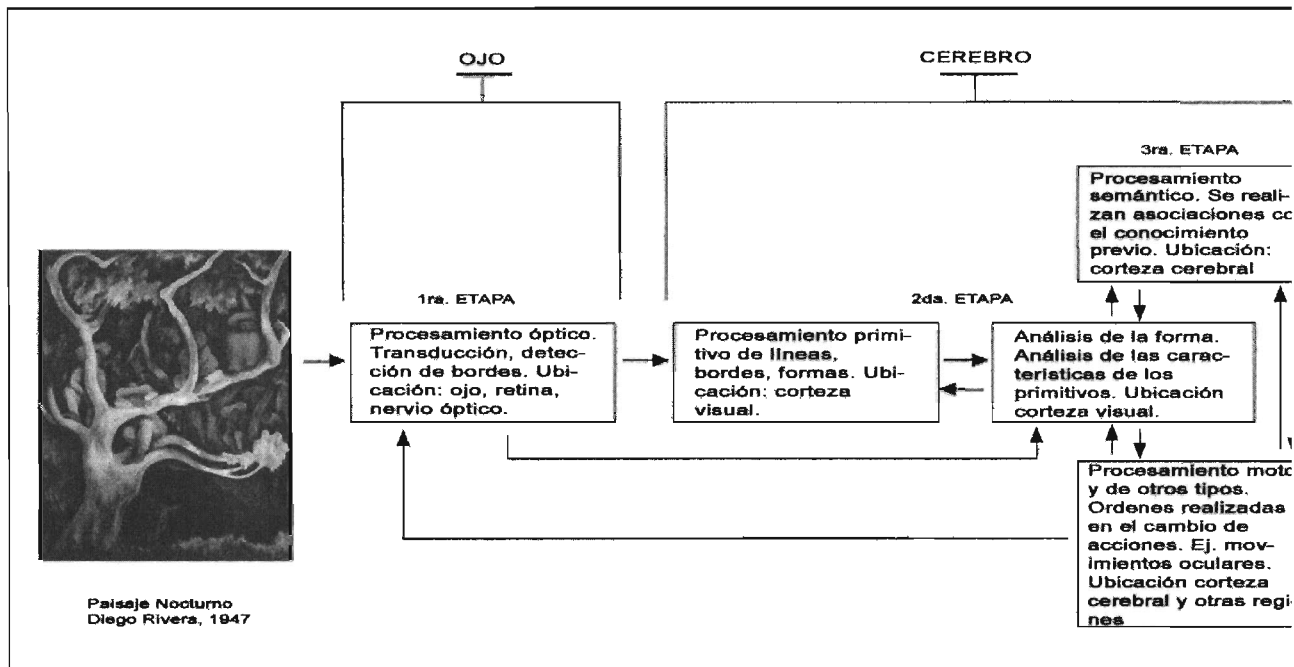 OJO
CEREBRO
3ra. ETAPA
Procesamiento
semántico. Se reali-
zan asociaciones co
el conocimiento
previo. Ubicación:
corteza cerebral
1ra. ETAPA
Procesamiento óptico.
Transducción, detec-
ción de bordes. Ubi-
cación: ojo, retina,
nervio óptico.
2da. ETAPA
Procesamiento primi-
tivo de líneas,
bordes, formas. Ubi-
cación: corteza
visual.
Análisis de la forma.
Análisis de las carac-
terísticas de los
primitivos. Ubicación
corteza visual.
Procesamiento moto
y de otros tipos.
Ordenes realizadas
en el cambio de
acciones. Ej. mov-
imientos oculares.
Ubicación corteza
cerebral y otras regi-
nes
Paisaje Nocturno
Diego Rivera, 1947